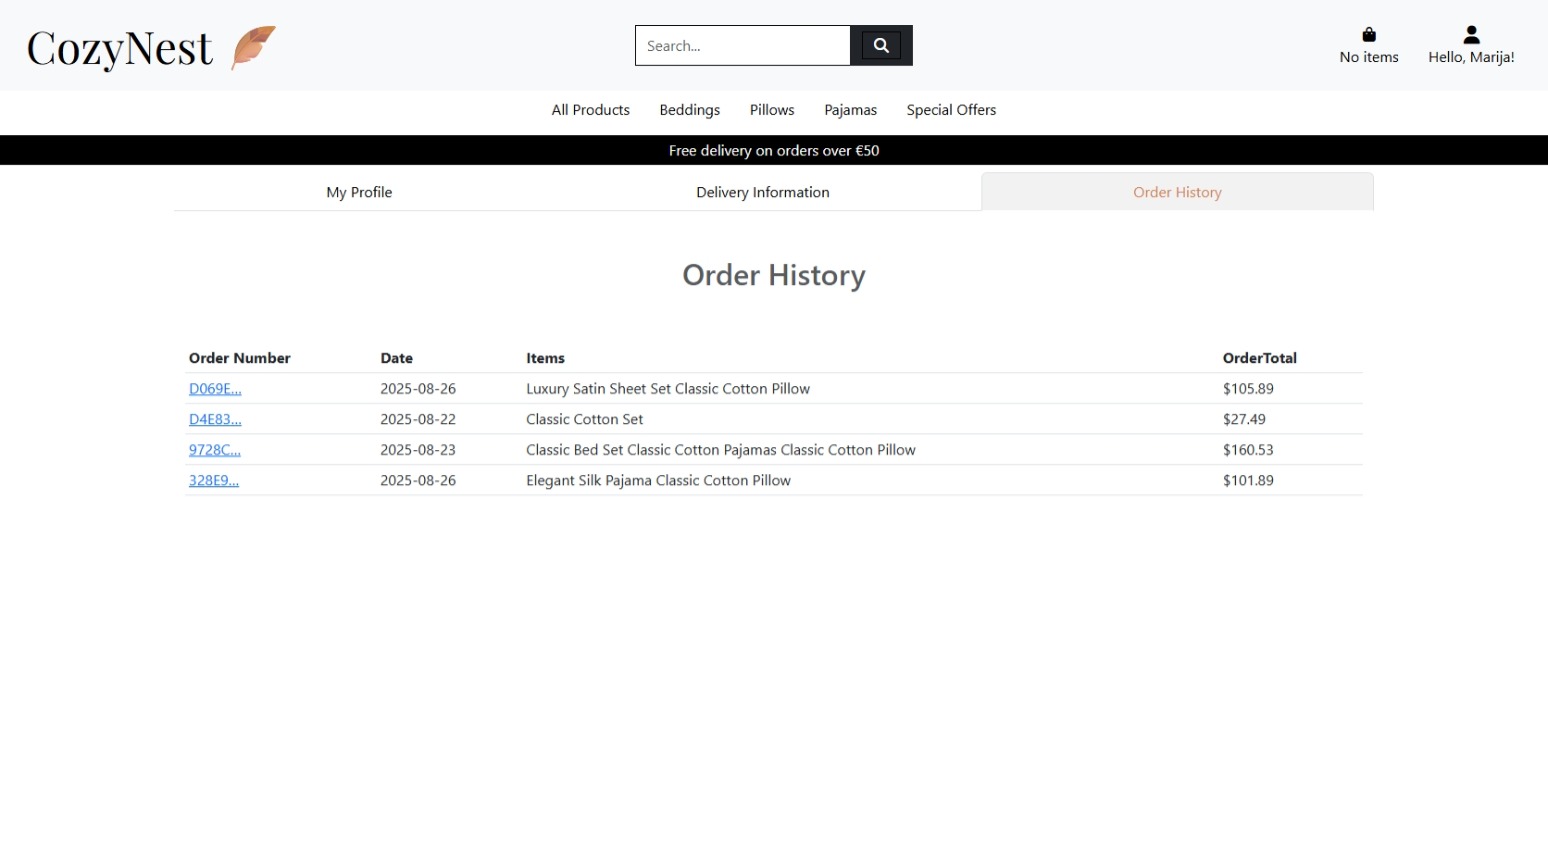 CozyNest
Search...
No items
Hello, Marija!
All Products Beddings Pillows Pajamas Special Offers
Free delivery on orders over €50
My Profile Delivery Information Order History
Order History
Order Number Date Items OrderTotal
D069E... 2025-08-26 Luxury Satin Sheet Set Classic Cotton Pillow $105.89
D4E83... 2025-08-22 Classic Cotton Set $27.49
9728C... 2025-08-23 Classic Bed Set Classic Cotton Pajamas Classic Cotton Pillow $160.53
328E9... 2025-08-26 Elegant Silk Pajama Classic Cotton Pillow $101.89